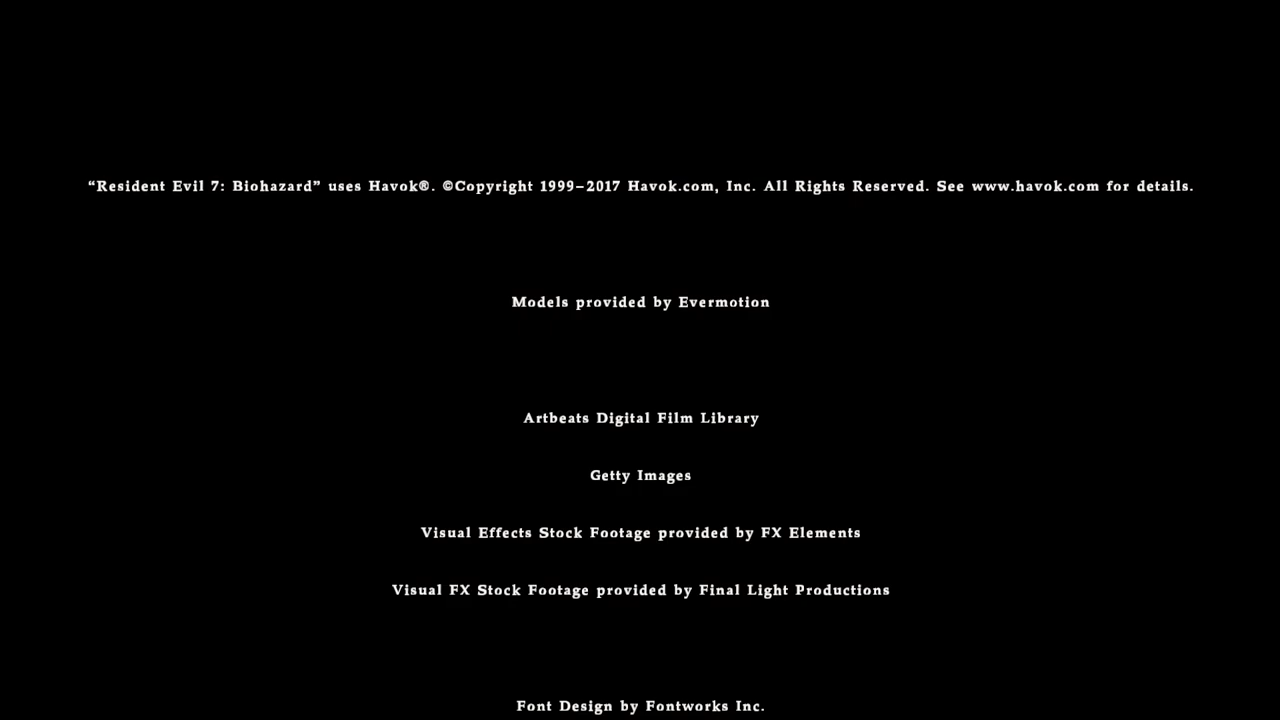 “Resident Evil 7: Biohazard” uses Havok®. ©Copyright 1999–2017 Havok.com, Inc. All Rights Reserved. See www.havok.com for details.
Models provided by Evermotion
Artbeats Digital Film Library
Getty Images
Visual Effects Stock Footage provided by FX Elements
Visual FX Stock Footage provided by Final Light Productions
Font Design by Fontworks Inc.